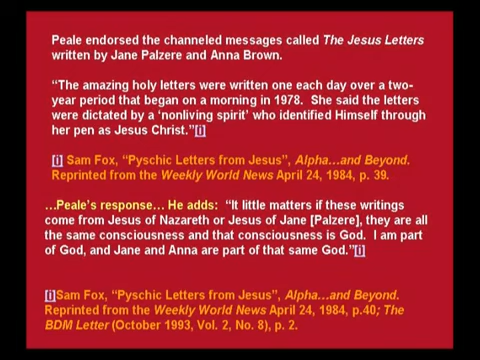 Peale endorsed the channeled messages called The Jesus Letters
written by Jane Palzere and Anna Brown.
“The amazing holy letters were written one each day over a two-
year period that began on a morning in 1978.  She said the letters
were dictated by a ‘nonliving spirit’ who identified Himself through
her pen as Jesus Christ.”[i]
[i] Sam Fox, “Pyschic Letters from Jesus”, Alpha…and Beyond.
Reprinted from the Weekly World News April 24, 1984, p. 39.
…Peale’s response… He adds:  “It little matters if these writings
come from Jesus of Nazareth or Jesus of Jane [Palzere], they are all
the same consciousness and that consciousness is God.  I am part
of God, and Jane and Anna are part of that same God.”[i]
[i]Sam Fox, “Pyschic Letters from Jesus”, Alpha…and Beyond.
Reprinted from the Weekly World News April 24, 1984, p.40; The
BDM Letter (October 1993, Vol. 2, No. 8), p. 2.